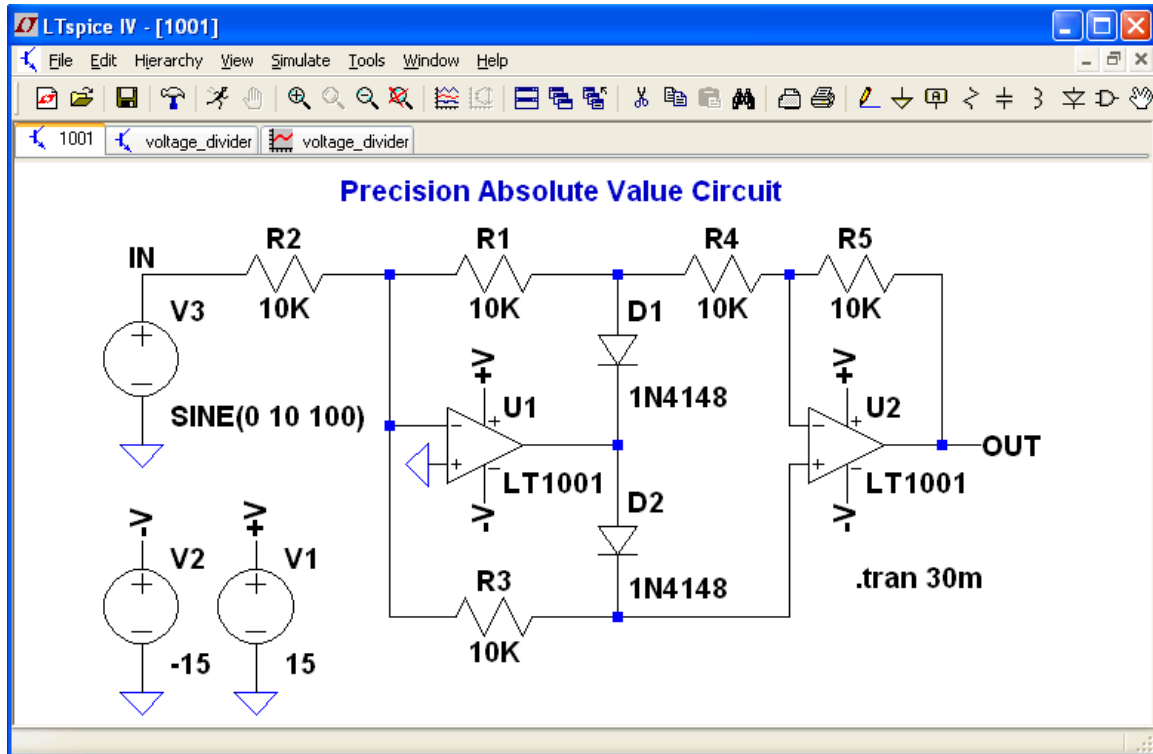 LTspice IV - [1001]
File Edit Hierarchy View Simulate Tools Window Help
1001 voltage_divider voltage_divider
Precision Absolute Value Circuit
R2 R1 R4 R5
IN
10K 10K 10K 10K
V3 D1
+V +V
1N4148
SINE(0 10 100) U1 U2
OUT
LT1001 LT1001
-V -V
D2
-V +V
V2 V1
R3 1N4148 .tran 30m
10K
-15 15